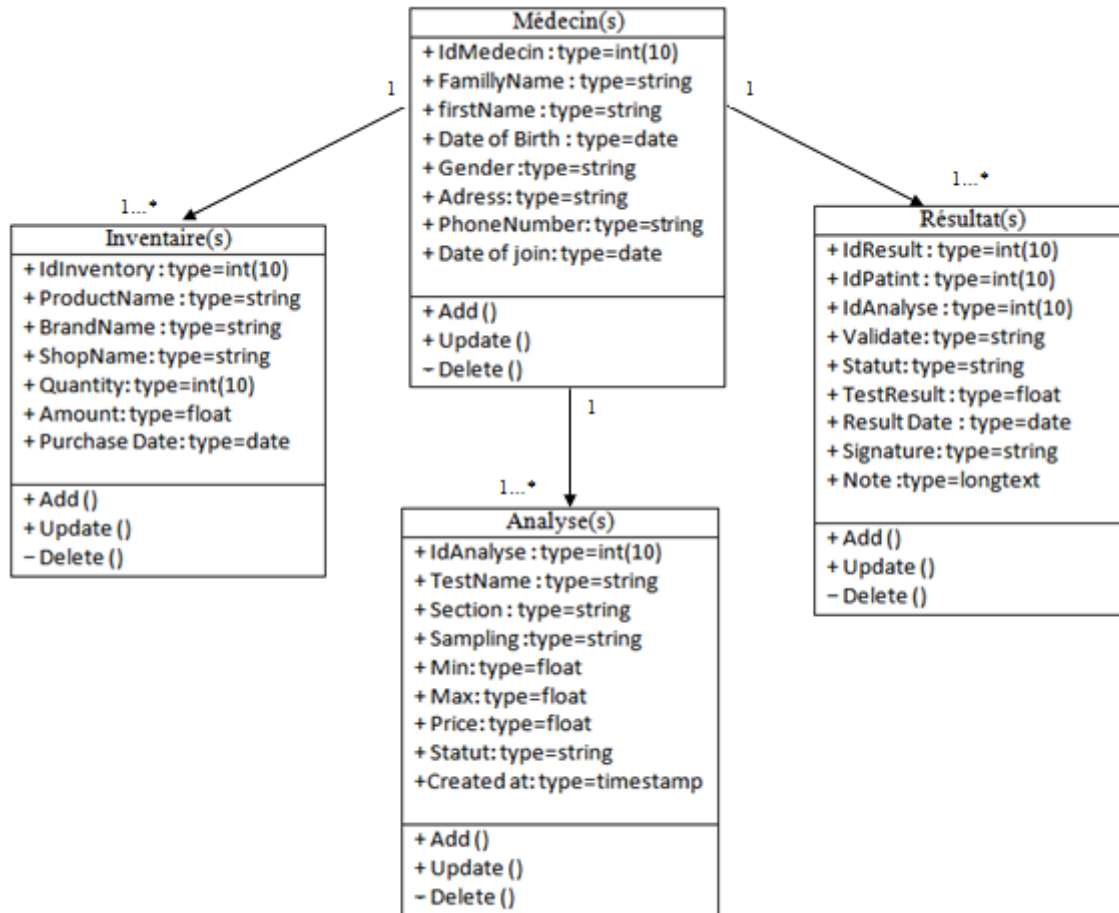 Médecin(s)
+ IdMedecin : type=int(10)
+ FamillyName : type=string
+ firstName : type=string
+ Date of Birth : type=date
+ Gender :type=string
+ Adress: type=string
+ PhoneNumber: type=string
+ Date of join: type=date
+ Add ()
+ Update ()
− Delete ()
1
1
1
1...*
1...*
1...*
Inventaire(s)
+ IdInventory : type=int(10)
+ ProductName : type=string
+ BrandName : type=string
+ ShopName: type=string
+ Quantity: type=int(10)
+ Amount: type=float
+ Purchase Date: type=date
+ Add ()
+ Update ()
− Delete ()
Résultat(s)
+ IdResult : type=int(10)
+ IdPatint : type=int(10)
+ IdAnalyse : type=int(10)
+ Validate: type=string
+ Statut: type=string
+ TestResult : type=float
+ Result Date : type=date
+ Signature: type=string
+ Note :type=longtext
+ Add ()
+ Update ()
− Delete ()
Analyse(s)
+ IdAnalyse : type=int(10)
+ TestName : type=string
+ Section : type=string
+ Sampling :type=string
+ Min: type=float
+ Max: type=float
+ Price: type=float
+ Statut: type=string
+Created at: type=timestamp
+ Add ()
+ Update ()
− Delete ()